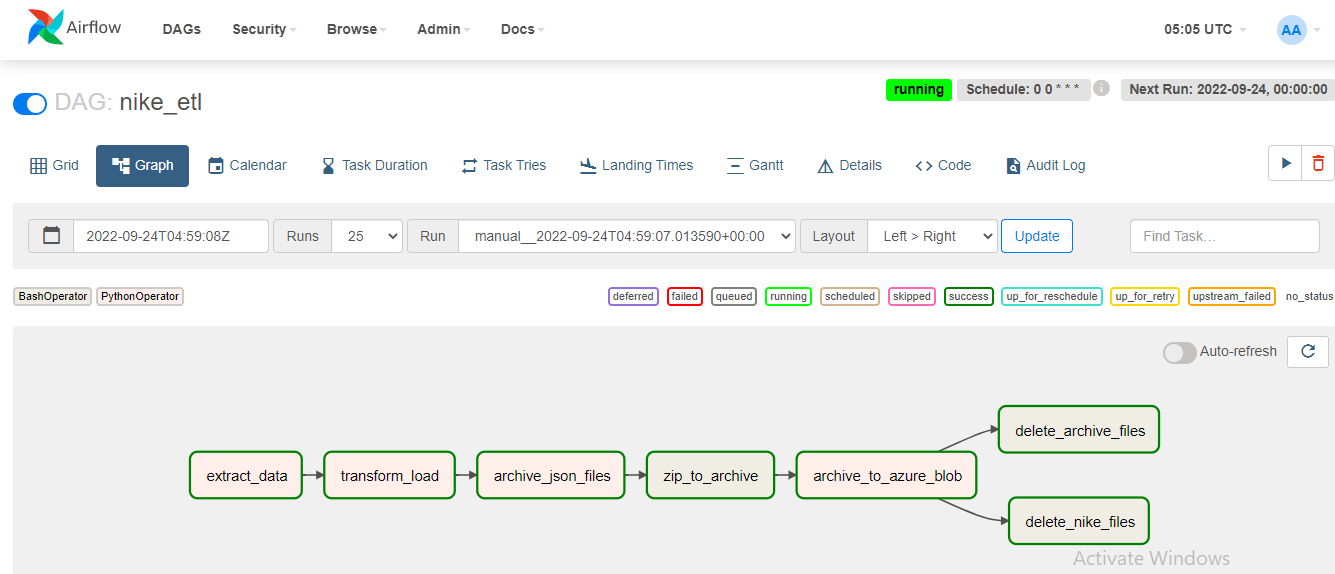 Airflow DAGs Security Browse Admin Docs 05:05 UTC AA
DAG: nike_etl running Schedule: 0 0 * * * i Next Run: 2022-09-24, 00:00:00
Grid Graph Calendar Task Duration Task Tries Landing Times Gantt Details Code Audit Log
2022-09-24T04:59:08Z Runs 25 Run manual__2022-09-24T04:59:07.013590+00:00 Layout Left > Right Update Find Task...
BashOperator PythonOperator deferred failed queued running scheduled skipped success up_for_reschedule up_for_retry upstream_failed no_status
Auto-refresh
delete_archive_files
extract_data transform_load archive_json_files zip_to_archive archive_to_azure_blob
delete_nike_files
Activate Windows